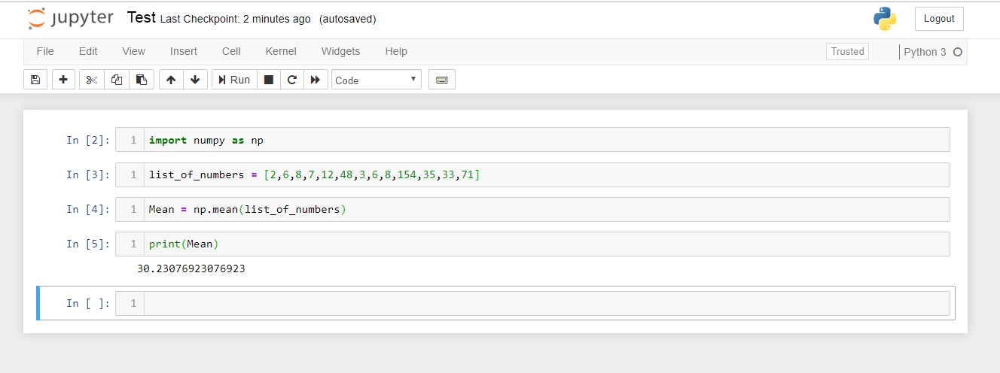 jupyter Test Last Checkpoint: 2 minutes ago (autosaved) Logout
File Edit View Insert Cell Kernel Widgets Help Trusted Python 3
Run Code
In [2]: 1 import numpy as np
In [3]: 1 list_of_numbers = [2,6,8,7,12,48,3,6,8,154,35,33,71]
In [4]: 1 Mean = np.mean(list_of_numbers)
In [5]: 1 print(Mean)
30.23076923076923
In [ ]: 1